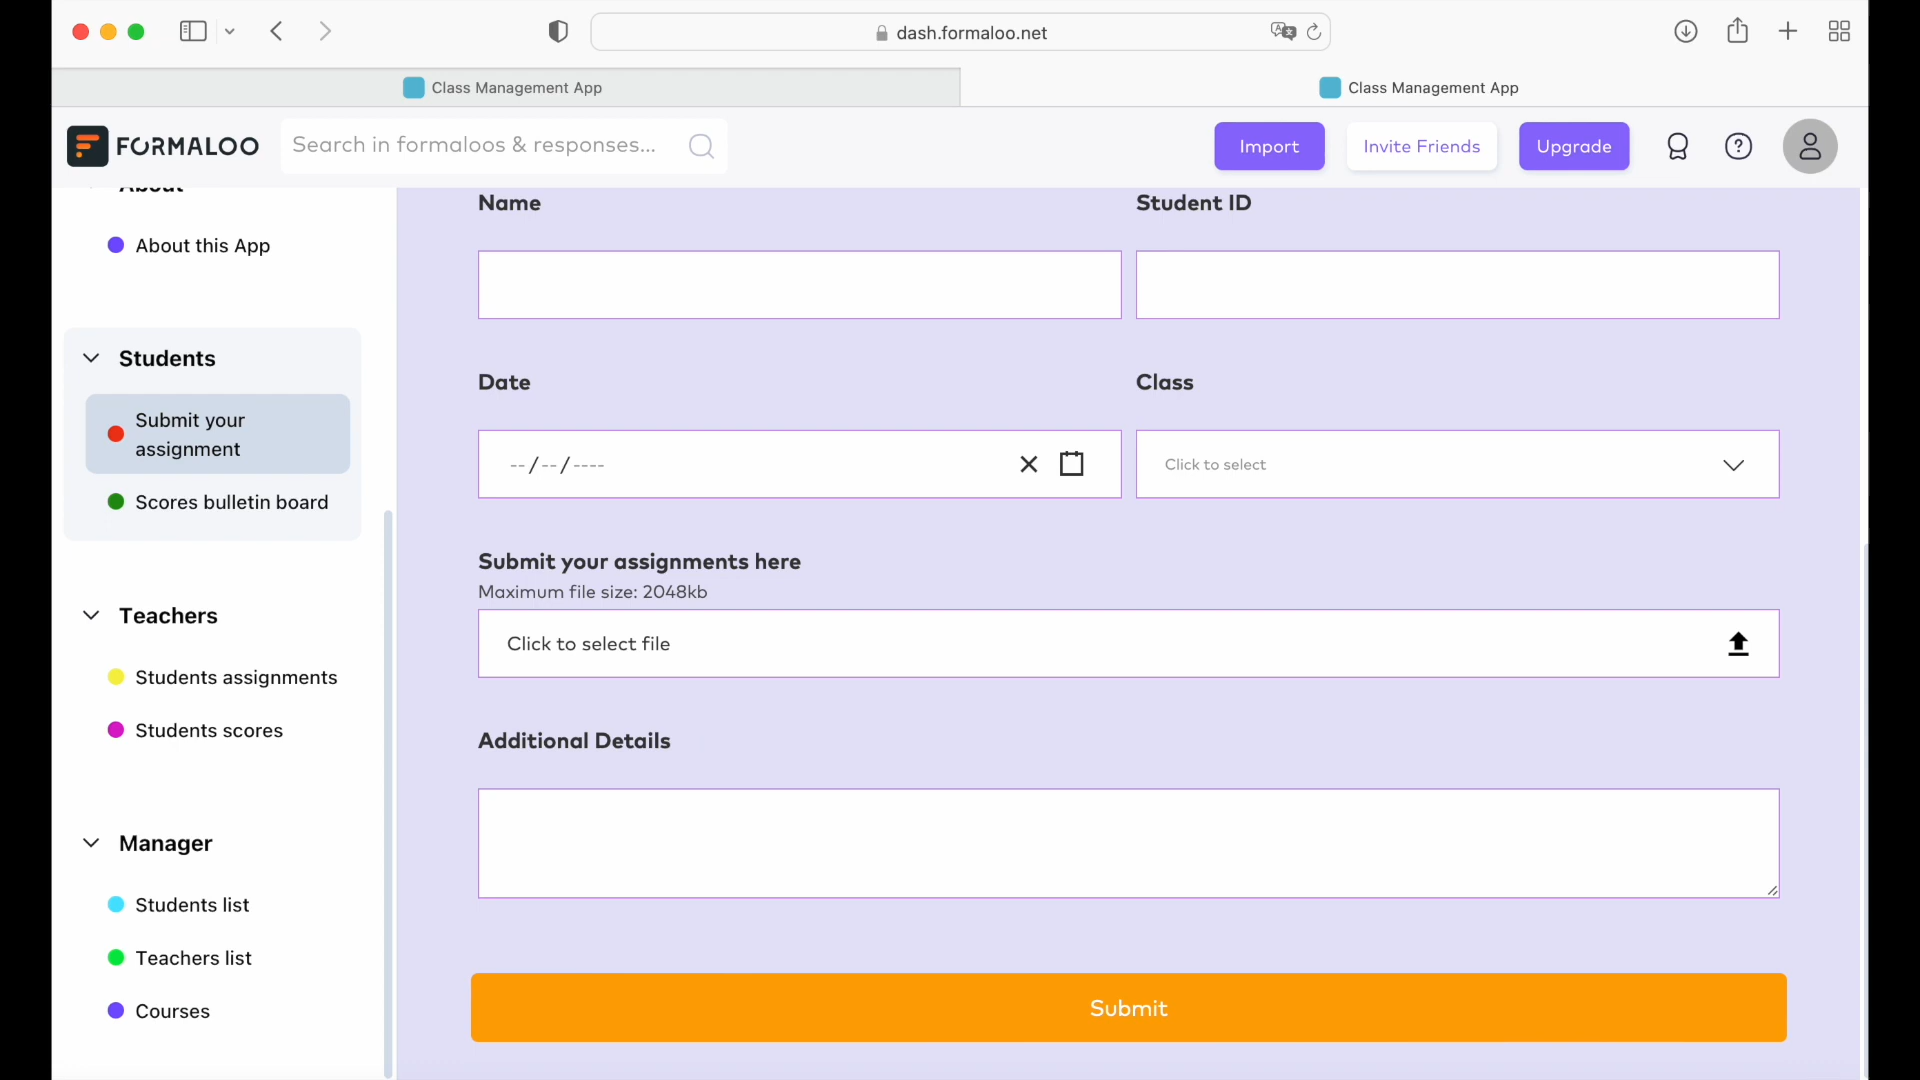 dash.formaloo.net
Class Management App
Class Management App
FORMALOO
Search in formaloos & responses...
Import
Invite Friends
Upgrade
About
About this App
Students
Submit your
assignment
Scores bulletin board
Teachers
Students assignments
Students scores
Manager
Students list
Teachers list
Courses
Name
Student ID
Date
Class
--/--/----
Click to select
Submit your assignments here
Maximum file size: 2048kb
Click to select file
Additional Details
Submit